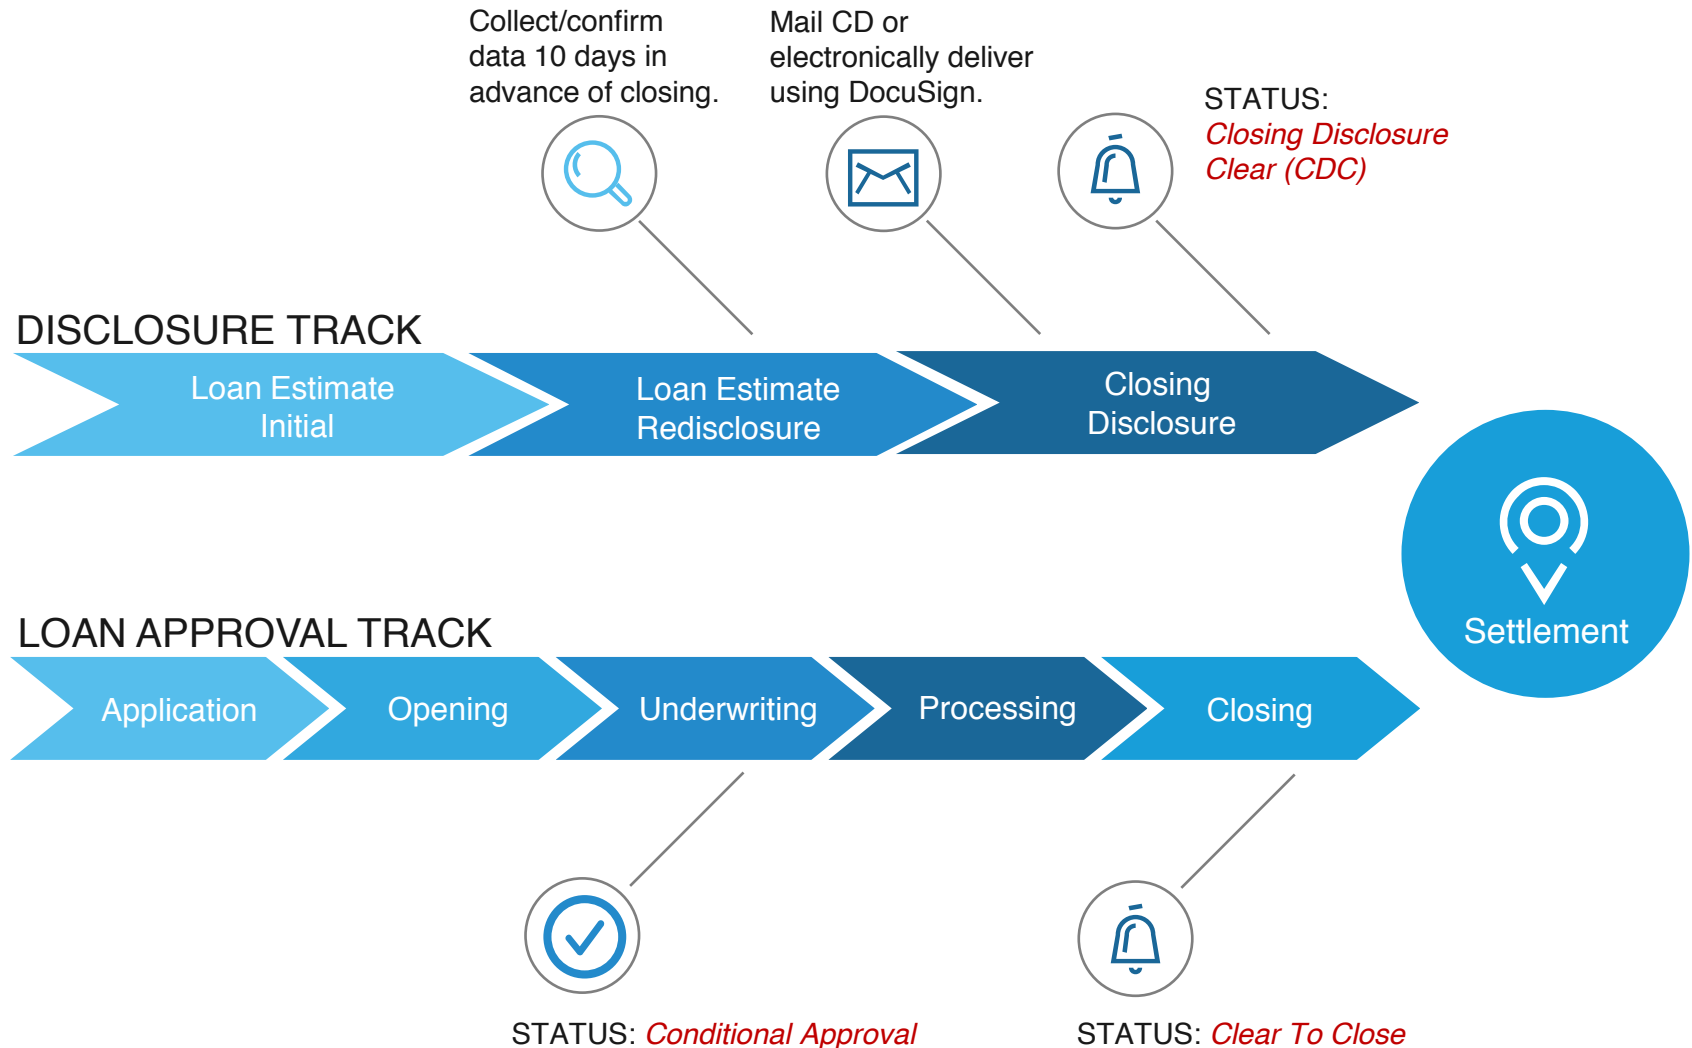 Collect/confirm
data 10 days in
advance of closing.
Mail CD or
electronically deliver
using DocuSign.
STATUS:
Closing Disclosure
Clear (CDC)
DISCLOSURE TRACK
Loan Estimate
Initial
Loan Estimate
Redisclosure
Closing
Disclosure
Settlement
LOAN APPROVAL TRACK
Application
Opening
Underwriting
Processing
Closing
STATUS: Conditional Approval
STATUS: Clear To Close